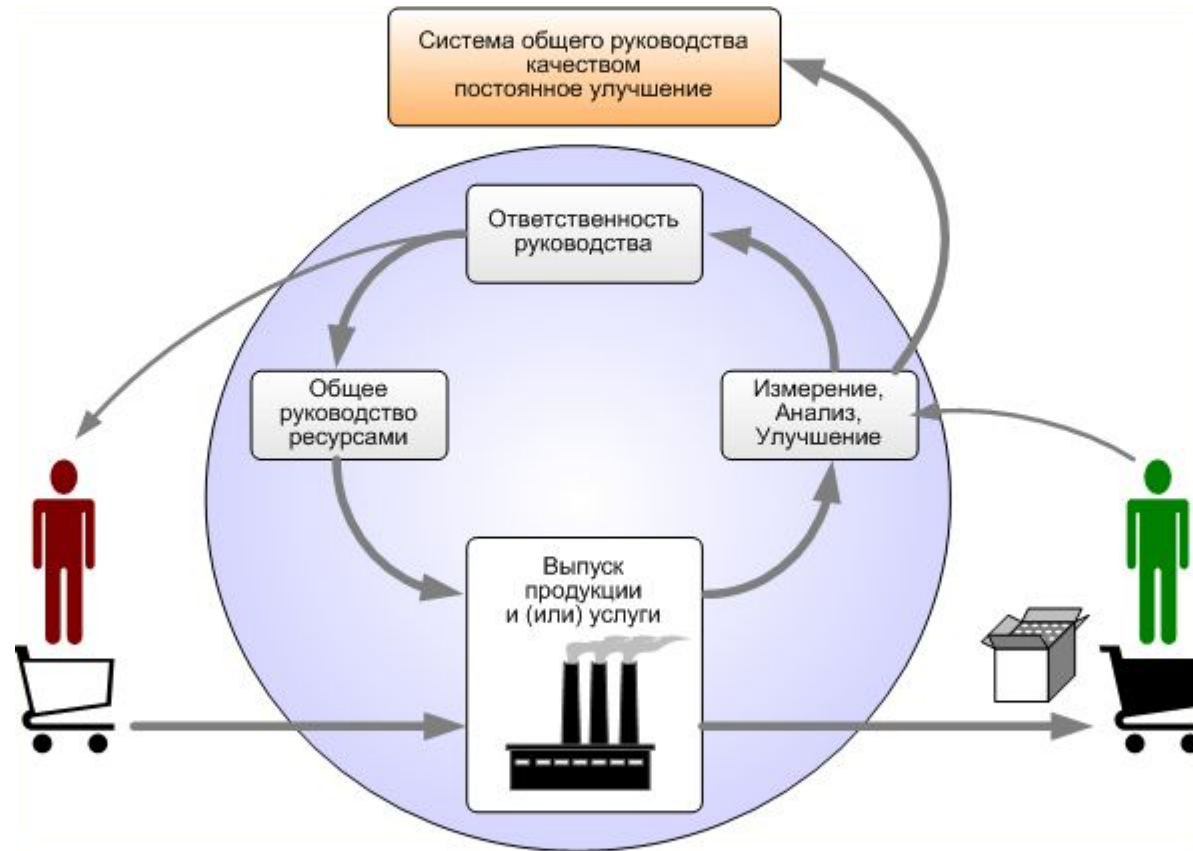 Система общего руководства
качеством
постоянное улучшение
Ответственность
руководства
Общее
руководство
ресурсами
Измерение,
Анализ,
Улучшение
Выпуск
продукции
и (или) услуги